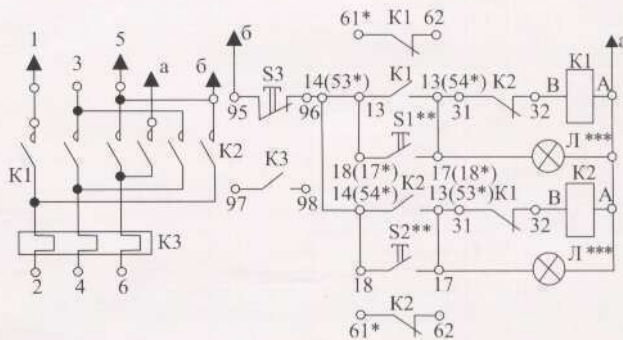 61* K1 62
1 3 5 а б
б
S3
95 96
14(53*) K1 13(54*) K2 B K1 A а
13 31 32
S1** Л ***
18(17*) 17(18*)
K1 K2
K3
97 98
14(54*) K2 13(53*) K1 B K2 A
31 32
S2** Л ***
18 17
K3
2 4 6
K2
61* 62